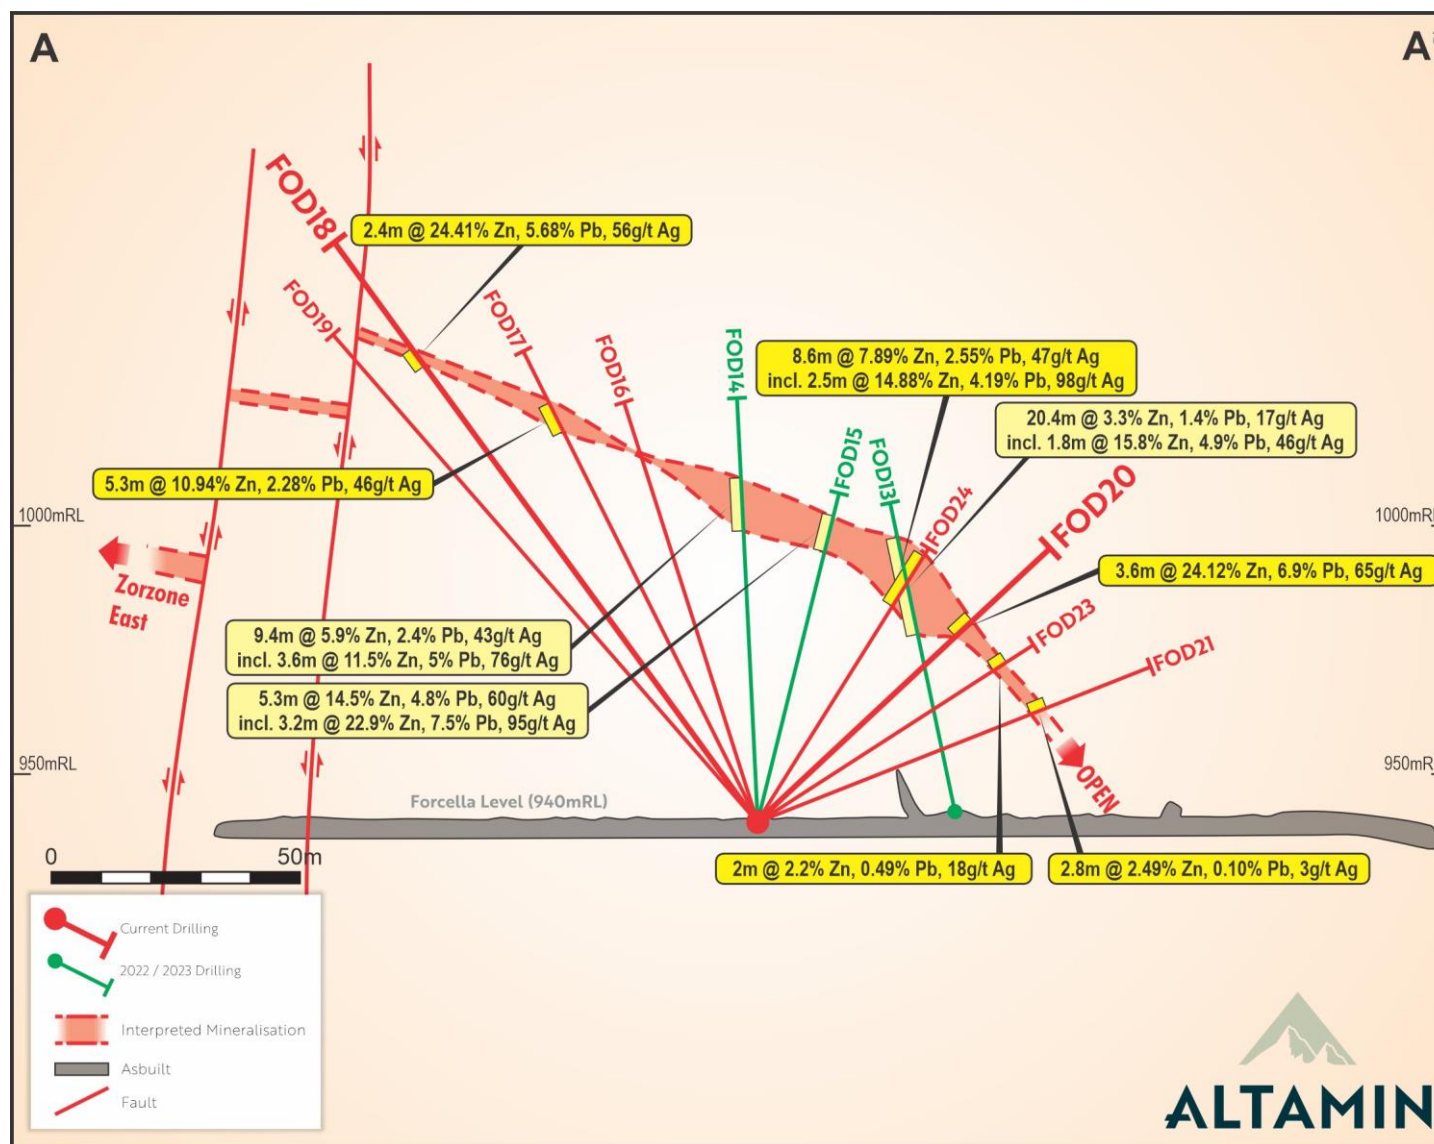 A
A'
FOD18
2.4m @ 24.41% Zn, 5.68% Pb, 56g/t Ag
FOD19
FOD17
FOD16
FOD14
8.6m @ 7.89% Zn, 2.55% Pb, 47g/t Ag
incl. 2.5m @ 14.88% Zn, 4.19% Pb, 98g/t Ag
20.4m @ 3.3% Zn, 1.4% Pb, 17g/t Ag
incl. 1.8m @ 15.8% Zn, 4.9% Pb, 46g/t Ag
FOD15
FOD13
FOD24
FOD20
5.3m @ 10.94% Zn, 2.28% Pb, 46g/t Ag
1000mRL
1000mRL
3.6m @ 24.12% Zn, 6.9% Pb, 65g/t Ag
Zorzone
East
FOD23
FOD21
9.4m @ 5.9% Zn, 2.4% Pb, 43g/t Ag
incl. 3.6m @ 11.5% Zn, 5% Pb, 76g/t Ag
5.3m @ 14.5% Zn, 4.8% Pb, 60g/t Ag
incl. 3.2m @ 22.9% Zn, 7.5% Pb, 95g/t Ag
950mRL
950mR
OPEN
Forcella Level (940mRL)
0 50m
2m @ 2.2% Zn, 0.49% Pb, 18g/t Ag
2.8m @ 2.49% Zn, 0.10% Pb, 3g/t Ag
Current Drilling
2022 / 2023 Drilling
Interpreted Mineralisation
Asbuilt
Fault
ALTAMIN